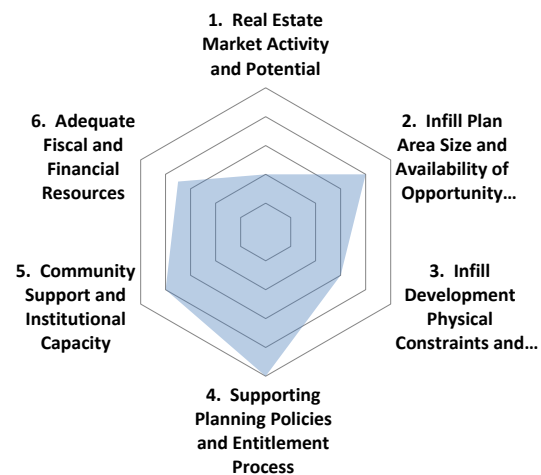 1. Real Estate
Market Activity
and Potential
2. Infill Plan
Area Size and
Availability of
Opportunity…
3. Infill
Development
Physical
Constraints and…
4. Supporting
Planning Policies
and Entitlement
Process
5. Community
Support and
Institutional
Capacity
6. Adequate
Fiscal and
Financial
Resources